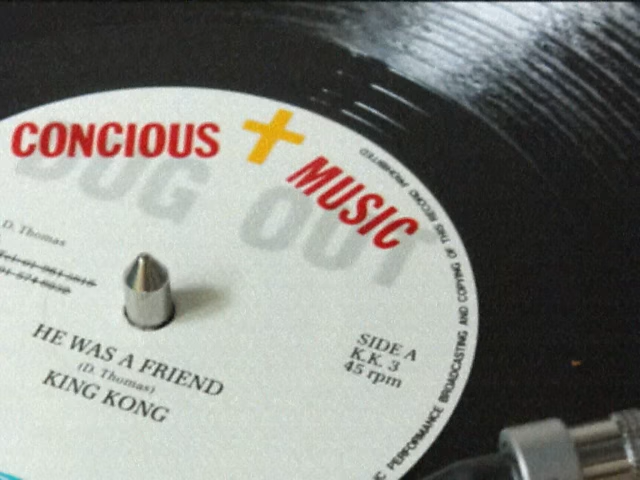 CONCIOUS + MUSIC
DUG OUT
D. Thomas
HE WAS A FRIEND
(D. Thomas)
KING KONG
SIDE A
K.K. 3
45 rpm
PERFORMANCE BROADCASTING AND COPYING OF THIS RECORD PROHIBITED